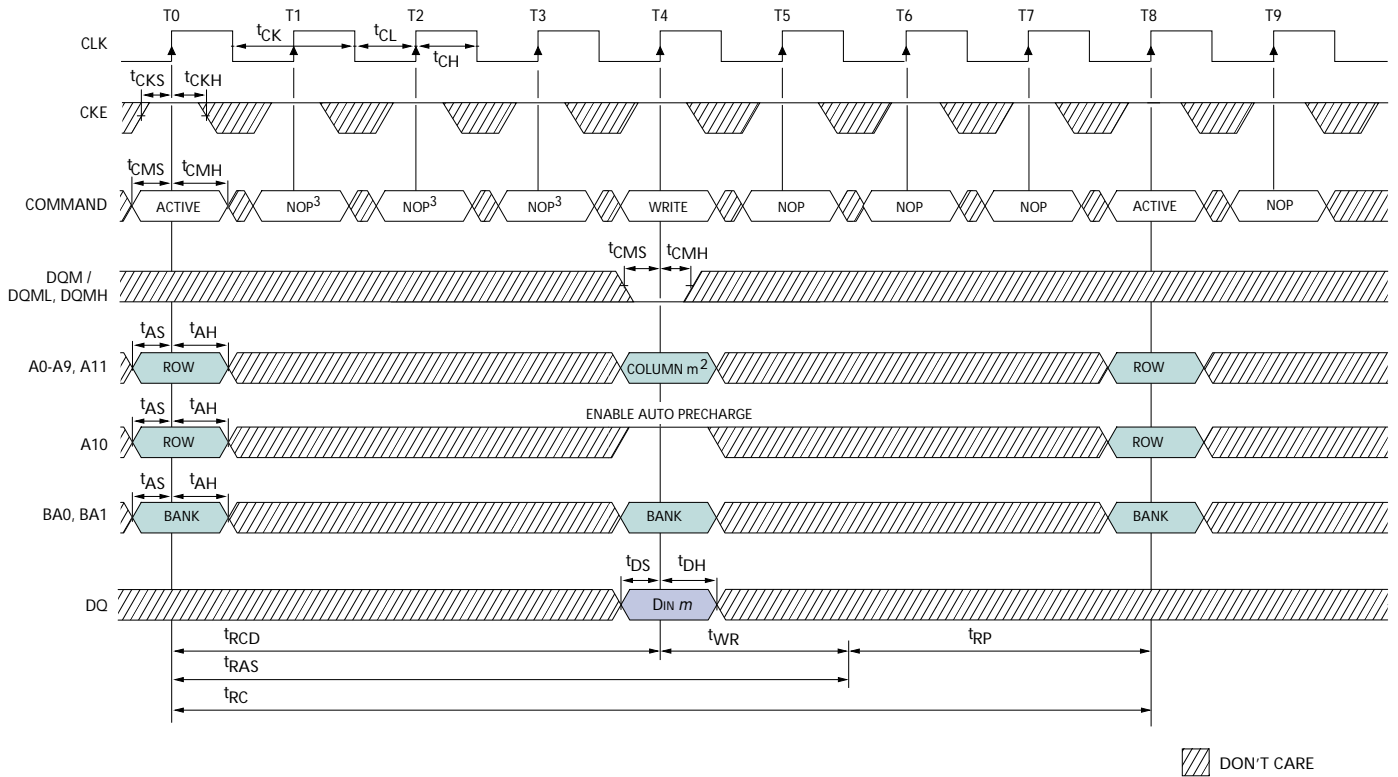 T0 T1 T2 T3 T4 T5 T6 T7 T8 T9
CLK tCK tCL tCH
tCKS tCKH
CKE
tCMS tCMH
COMMAND ACTIVE NOP3 NOP3 NOP3 WRITE NOP NOP NOP ACTIVE NOP
tCMS tCMH
DQM /
DQML, DQMH
tAS tAH
A0-A9, A11 ROW COLUMN m2 ROW
tAS tAH ENABLE AUTO PRECHARGE
A10 ROW ROW
tAS tAH
BA0, BA1 BANK BANK BANK
tDS tDH
DQ DIN m
tRCD tWR tRP
tRAS
tRC
DON'T CARE